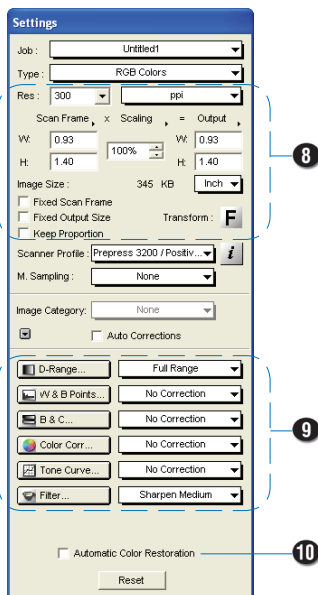 Settings
Job : Untitled1
Type : RGB Colors
Res : 300 ppi
Scan Frame x Scaling = Output
W: 0.93 100% W: 0.93
H: 1.40 H: 1.40
Image Size : 345 KB Inch
Fixed Scan Frame
Fixed Output Size Transform : F
Keep Proportion
Scanner Profile : Prepress 3200 / Positiv... i
M. Sampling : None
Image Category: None
Auto Corrections
D-Range... Full Range
W & B Points... No Correction
B & C... No Correction
Color Corr... No Correction
Tone Curve... No Correction
Filter... Sharpen Medium
Automatic Color Restoration
Reset
8
9
10